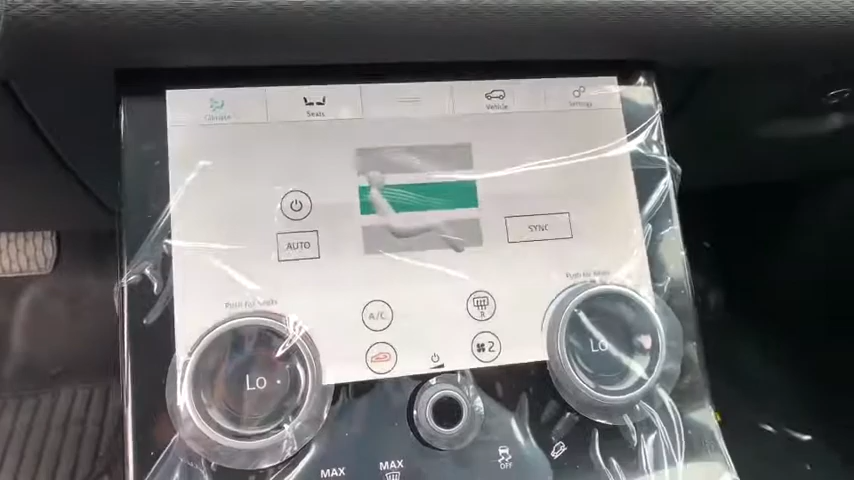 Climate
Seats
Vehicle
Settings
AUTO
SYNC
Push for Seats
Push for Seats
A/C
R
2
Lo
Lo
MAX
MAX
OFF